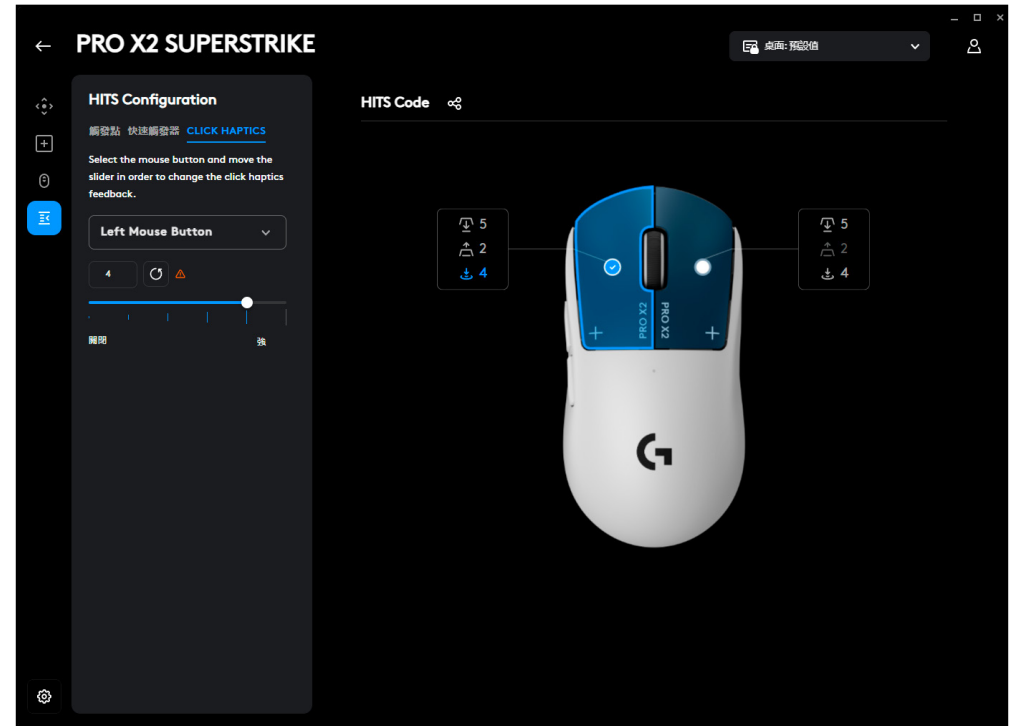 PRO X2 SUPERSTRIKE
桌面: 預設值
HITS Configuration
觸發點 快速觸發器 CLICK HAPTICS
Select the mouse button and move the
slider in order to change the click haptics
feedback.
Left Mouse Button
4
關閉
強
HITS Code
5
2
4
5
2
4
PRO X2
PRO X2